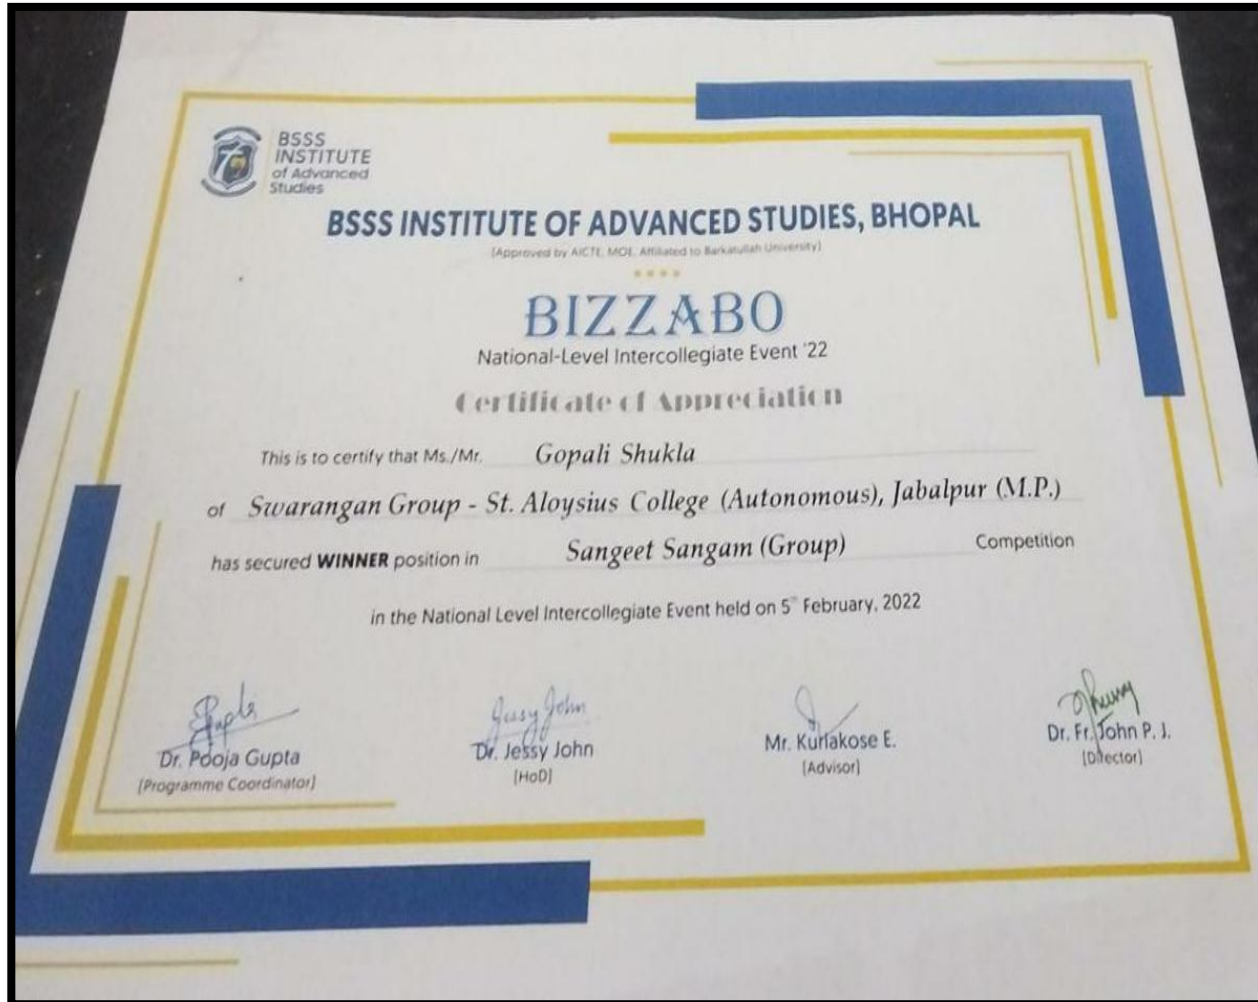 BSSS
INSTITUTE
of Advanced
Studies
BSSS INSTITUTE OF ADVANCED STUDIES, BHOPAL
[Approved by AICTE, MOE, Affiliated to Barkatullah University]
BIZZABO
National-Level Intercollegiate Event '22
Certificate of Appreciation
This is to certify that Ms./Mr. Gopali Shukla
of Swarangan Group - St. Aloysius College (Autonomous), Jabalpur (M.P.)
has secured WINNER position in Sangeet Sangam (Group) Competition
in the National Level Intercollegiate Event held on 5th February, 2022
Jessy John
Dr. Pooja Gupta
[Programme Coordinator]
Dr. Jessy John
[HoD]
Mr. Kuriakose E.
[Advisor]
Dr. Fr. John P. J.
[Director]